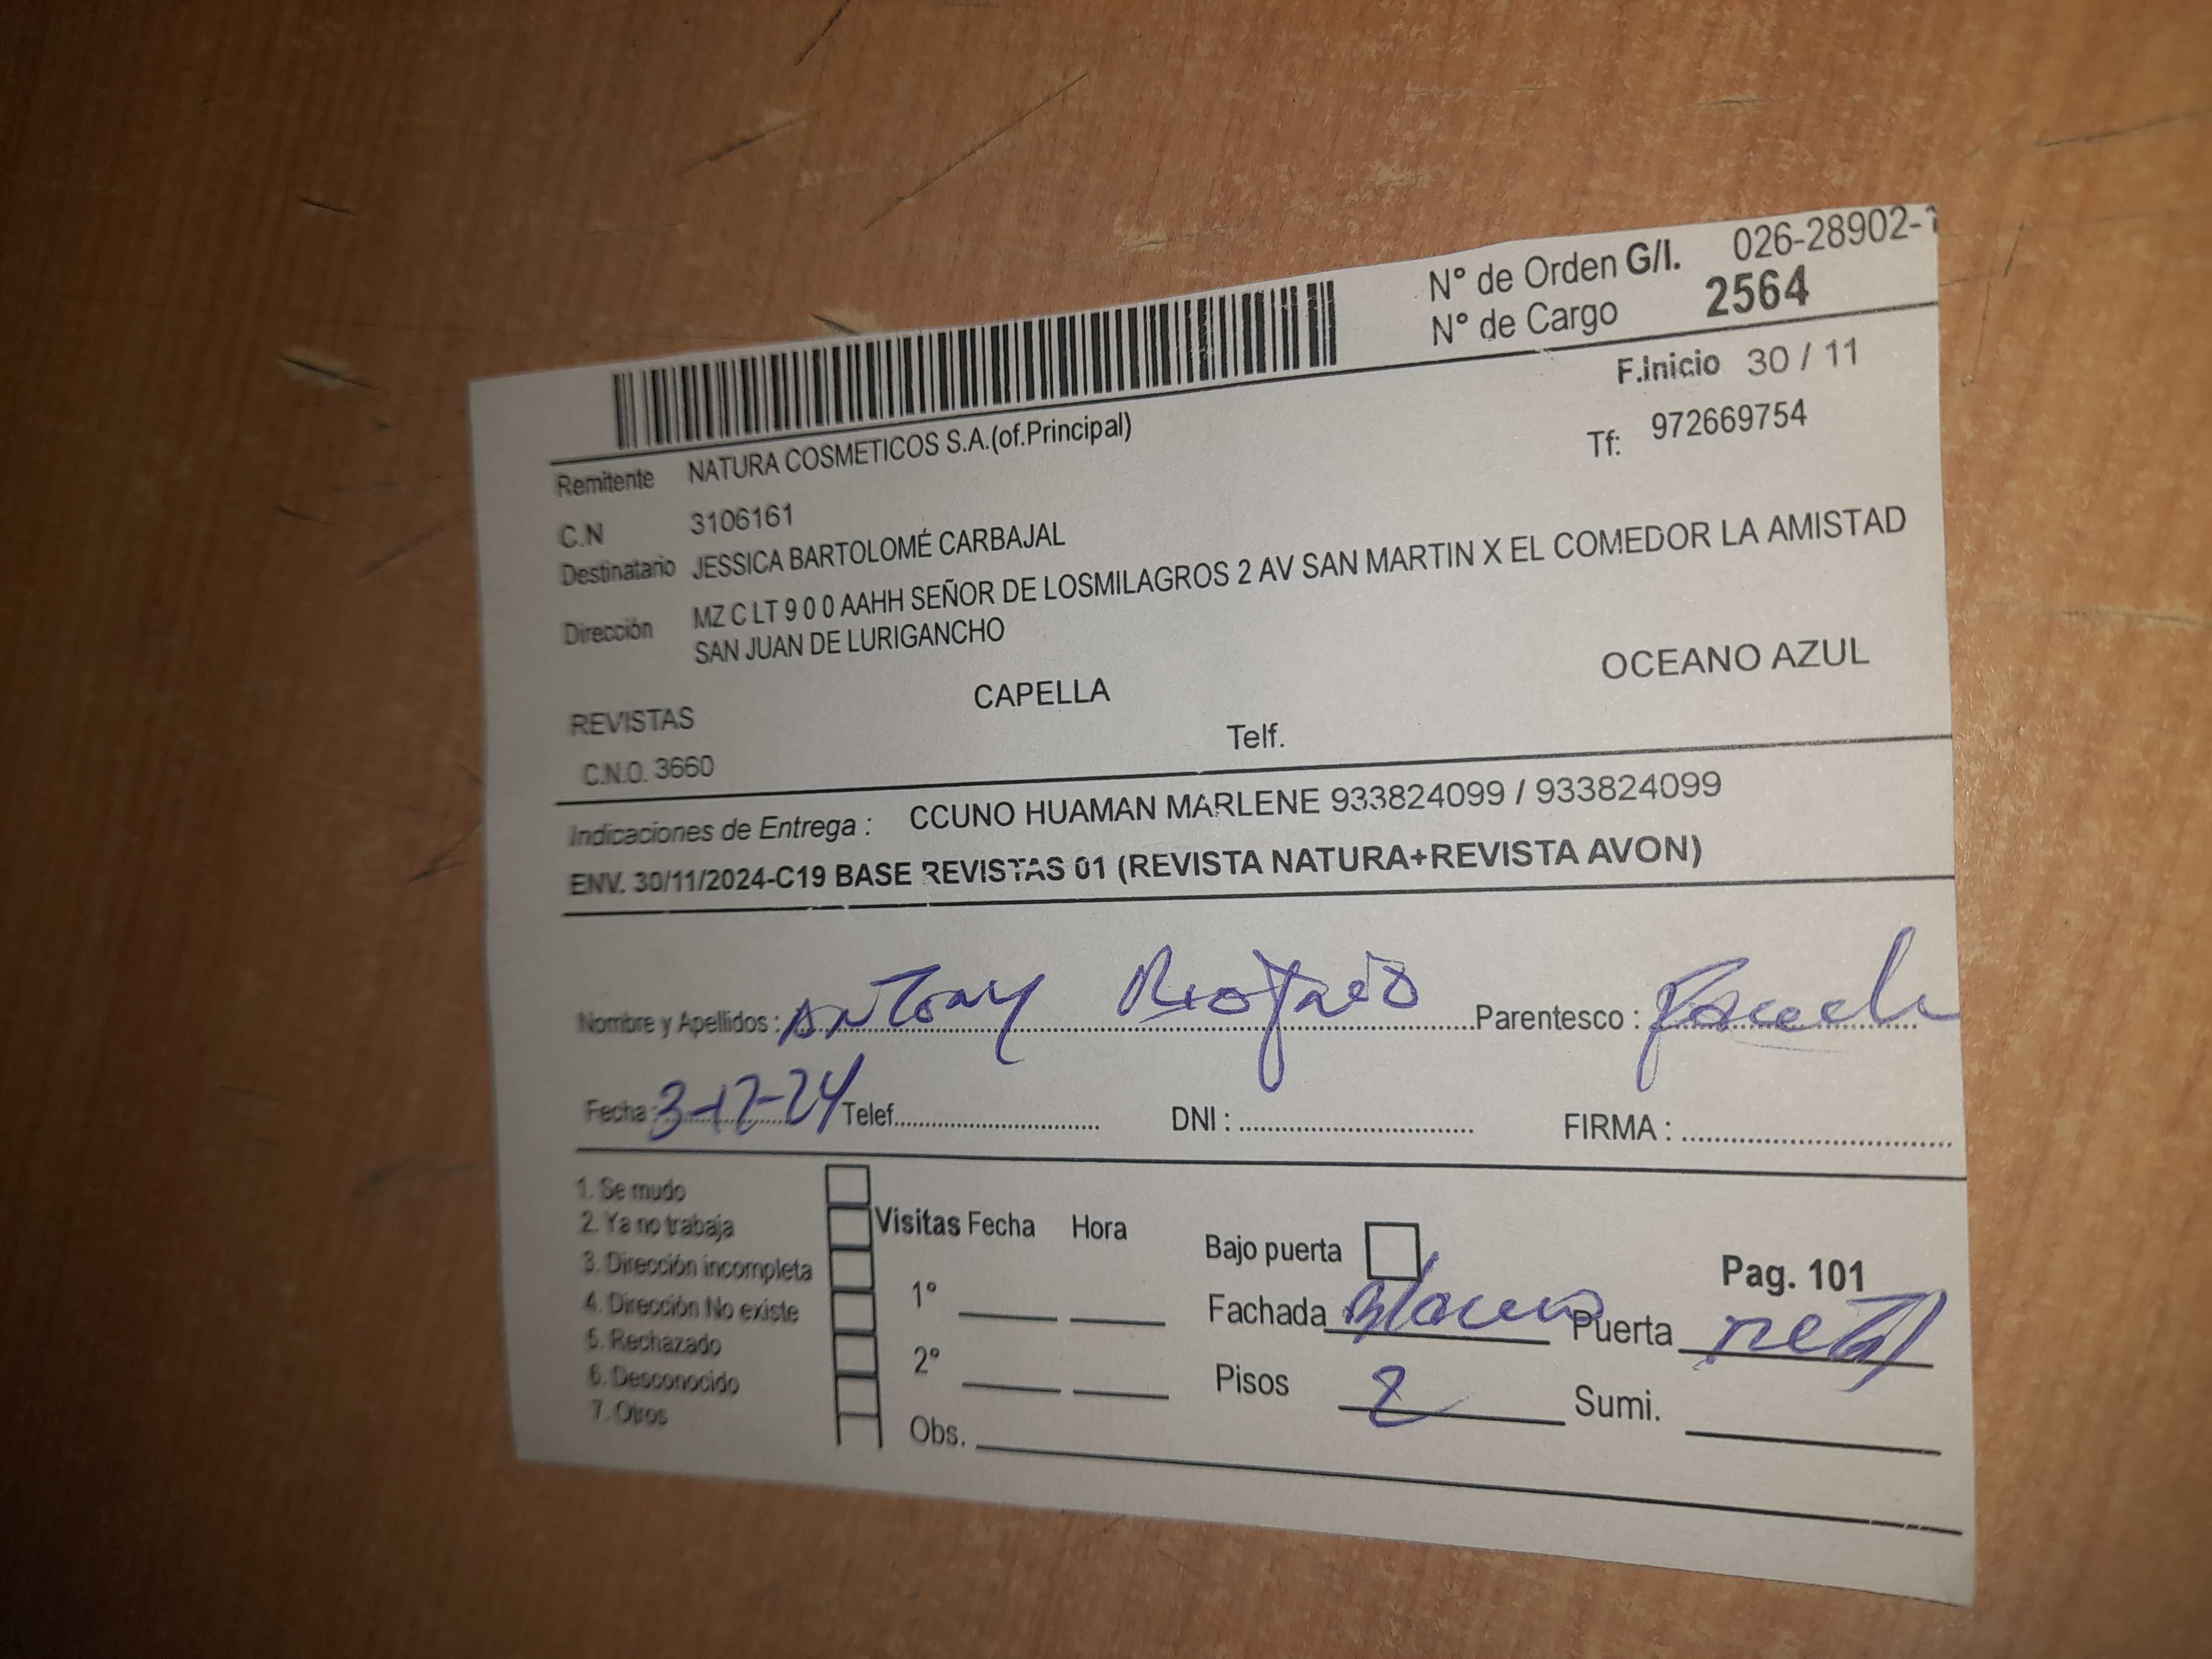 N° de Orden G/I. 026-28902-1
N° de Cargo 2564
F.Inicio 30 / 11
Remitente NATURA COSMETICOS S.A.(of.Principal)
Tf: 972669754
C.N 3106161
Destinatario JESSICA BARTOLOMÉ CARBAJAL
Dirección MZ C LT 9 0 0 AAHH SEÑOR DE LOSMILAGROS 2 AV SAN MARTIN X EL COMEDOR LA AMISTAD
SAN JUAN DE LURIGANCHO
REVISTAS CAPELLA OCEANO AZUL
C.N.O. 3660 Telf.
Indicaciones de Entrega : CCUNO HUAMAN MARLENE 933824099 / 933824099
ENV. 30/11/2024-C19 BASE REVISTAS 01 (REVISTA NATURA+REVISTA AVON)
Nombre y Apellidos : ANTONY Parentesco :
Fecha : 3-12-24 Telef. DNI : FIRMA :
1. Se mudo
2. Ya no trabaja
3. Dirección incompleta
4. Dirección No existe
5. Rechazado
6. Desconocido
7. Otros
Visitas Fecha Hora
1°
2°
Obs.
Bajo puerta
Pag. 101
Fachada Puerta metal
Pisos 2 Sumi.